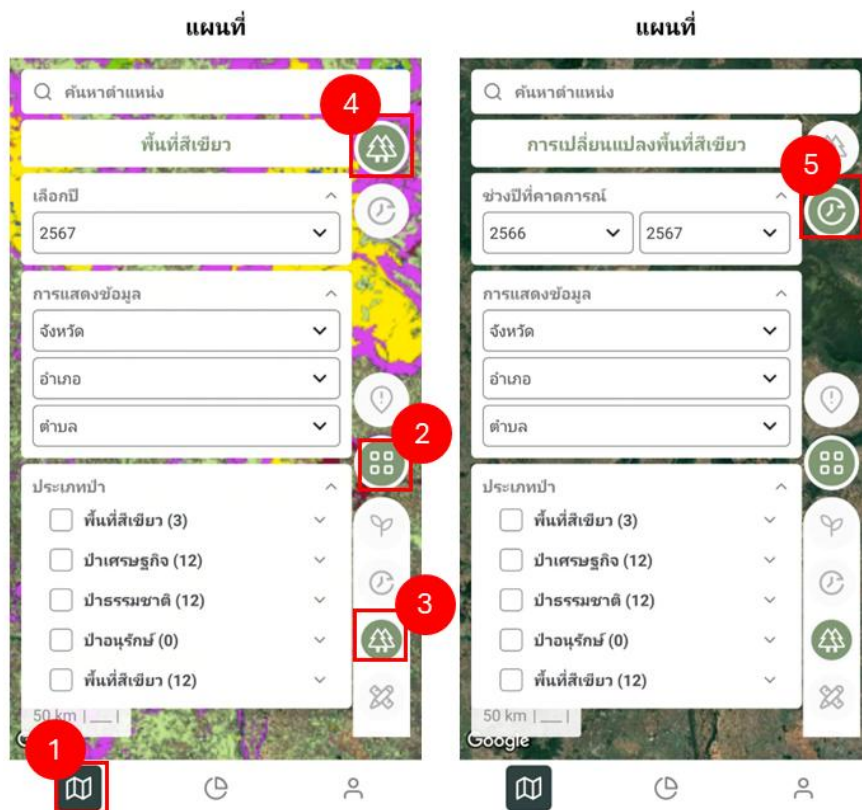 แผนที่
ค้นหาตำแหน่ง
4
พื้นที่สีเขียว
เลือกปี
2567
การแสดงข้อมูล
จังหวัด
อำเภอ
ตำบล
2
ประเภทป่า
พื้นที่สีเขียว (3)
ป่าเศรษฐกิจ (12)
ป่าธรรมชาติ (12)
3
ป่าอนุรักษ์ (0)
พื้นที่สีเขียว (12)
50 km
1
แผนที่
ค้นหาตำแหน่ง
การเปลี่ยนแปลงพื้นที่สีเขียว
5
ช่วงปีที่คาดการณ์
2566 2567
การแสดงข้อมูล
จังหวัด
อำเภอ
ตำบล
ประเภทป่า
พื้นที่สีเขียว (3)
ป่าเศรษฐกิจ (12)
ป่าธรรมชาติ (12)
ป่าอนุรักษ์ (0)
พื้นที่สีเขียว (12)
50 km
Google